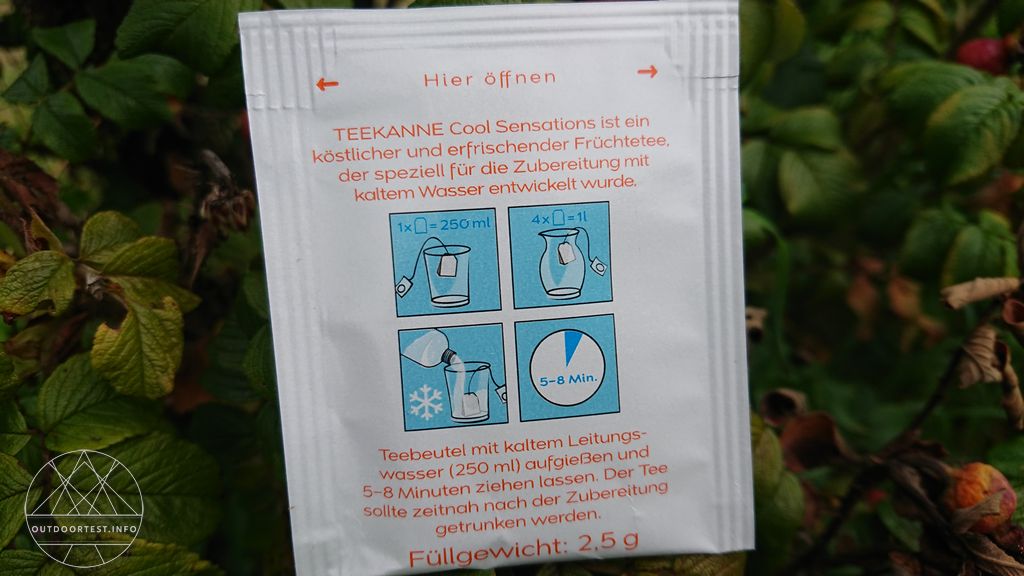 Hier öffnen
TEEKANNE Cool Sensations ist ein
köstlicher und erfrischender Früchtetee,
der speziell für die Zubereitung mit
kaltem Wasser entwickelt wurde.
1x = 250 ml
4x = 1l
5-8 Min.
Teebeutel mit kaltem Leitungs-
wasser (250 ml) aufgießen und
5-8 Minuten ziehen lassen. Der Tee
sollte zeitnah nach der Zubereitung
getrunken werden.
Füllgewicht: 2,5 g
OUTDOORTEST.INFO